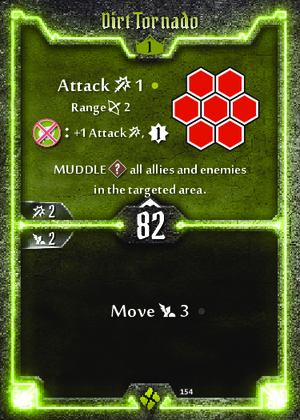 Dirt Tornado
1
Attack 1
Range 2
: +1 Attack , 1
MUDDLE ? all allies and enemies
in the targeted area.
2
82
2
Move 3
154